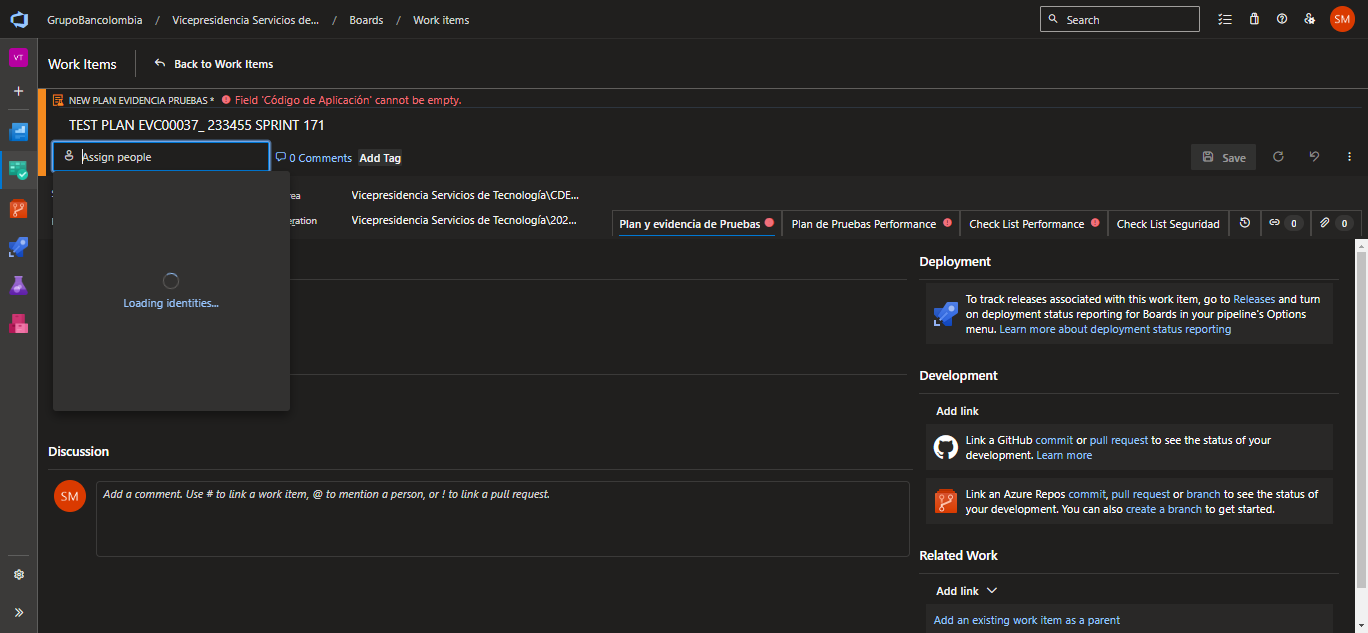 GrupoBancolombia / Vicepresidencia Servicios de... / Boards / Work items
Search
SM
VT
Work Items
Back to Work Items
NEW PLAN EVIDENCIA PRUEBAS * Field 'Código de Aplicación' cannot be empty.
TEST PLAN EVC00037_ 233455 SPRINT 171
Assign people
0 Comments
Add Tag
Save
rea
Vicepresidencia Servicios de Tecnología\CDE...
eration
Vicepresidencia Servicios de Tecnología\202...
Plan y evidencia de Pruebas
Plan de Pruebas Performance
Check List Performance
Check List Seguridad
0
0
Loading identities...
Deployment
To track releases associated with this work item, go to Releases and turn
on deployment status reporting for Boards in your pipeline's Options
menu. Learn more about deployment status reporting
Development
Add link
Link a GitHub commit or pull request to see the status of your
development. Learn more
Link an Azure Repos commit, pull request or branch to see the status of
your development. You can also create a branch to get started.
Related Work
Add link
Add an existing work item as a parent
Discussion
SM
Add a comment. Use # to link a work item, @ to mention a person, or ! to link a pull request.